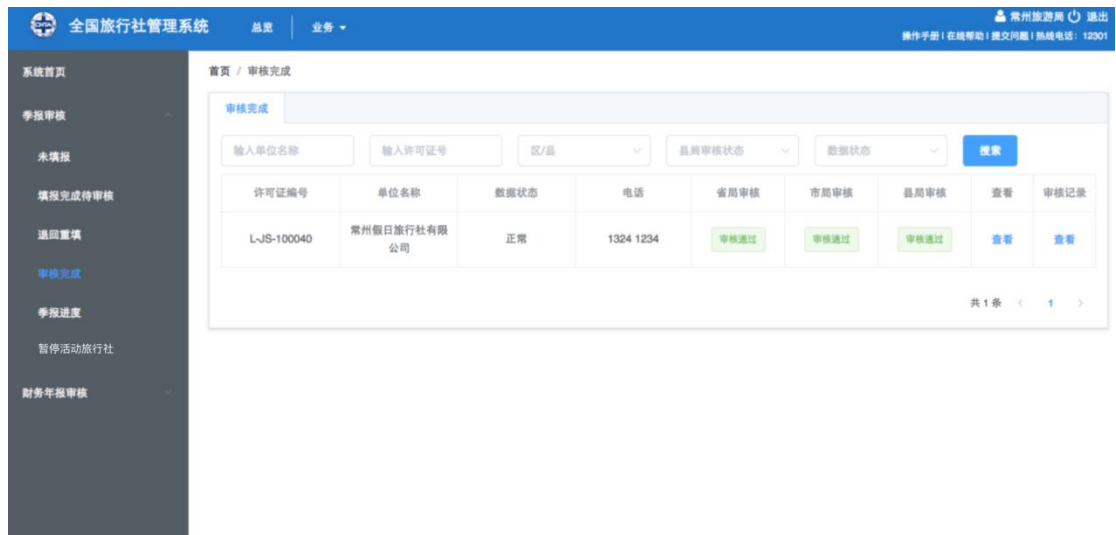 CNTA 全国旅行社管理系统 总览 业务
常州旅游局 退出
操作手册 | 在线帮助 | 提交问题 | 热线电话：12301
系统首页
季报审核
未填报
填报完成待审核
退回重填
审核完成
季报进度
暂停活动旅行社
财务年报审核
首页 / 审核完成
审核完成
输入单位名称 输入许可证号 区/县 县局审核状态 数据状态 搜索
许可证编号 单位名称 数据状态 电话 省局审核 市局审核 县局审核 查看 审核记录
L-JS-100040 常州假日旅行社有限公司 正常 1324 1234 审核通过 审核通过 审核通过 查看 查看
共 1 条 < 1 >